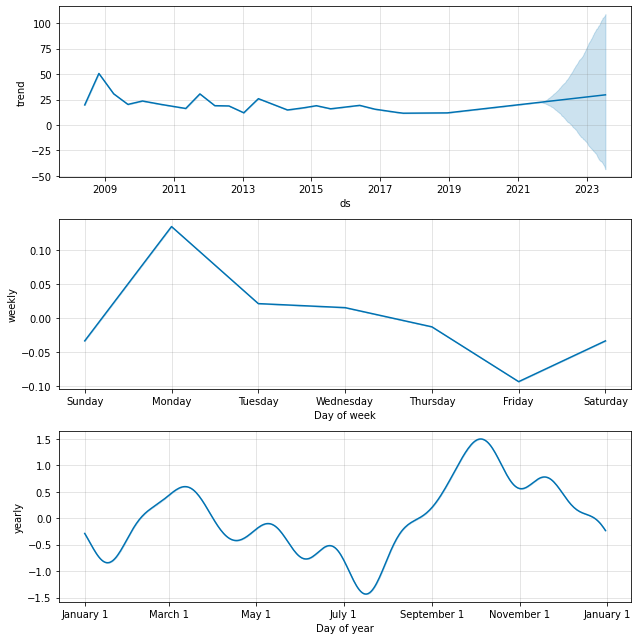 100
75
50
25
0
−25
−50
trend
2009 2011 2013 2015 2017 2019 2021 2023
ds
0.10
0.05
0.00
−0.05
−0.10
weekly
Sunday Monday Tuesday Wednesday Thursday Friday Saturday
Day of week
1.5
1.0
0.5
0.0
−0.5
−1.0
−1.5
yearly
January 1 March 1 May 1 July 1 September 1 November 1 January 1
Day of year